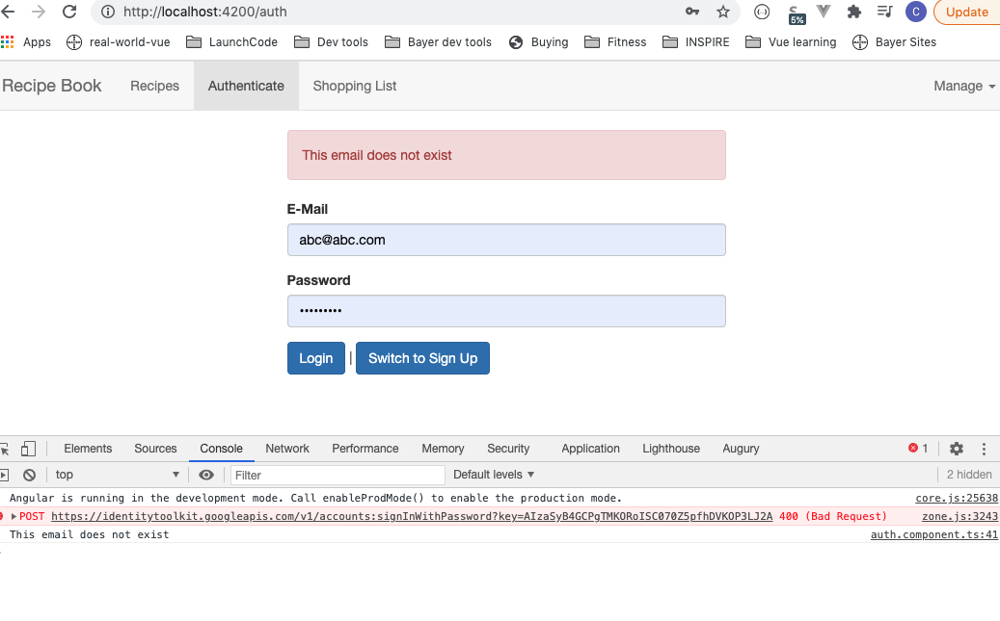 http://localhost:4200/auth
5%
C
Update
Apps real-world-vue LaunchCode Dev tools Bayer dev tools Buying Fitness INSPIRE Vue learning Bayer Sites
Recipe Book Recipes Authenticate Shopping List Manage
This email does not exist
E-Mail
abc@abc.com
Password
•••••••••
Login | Switch to Sign Up
Elements Sources Console Network Performance Memory Security Application Lighthouse Augury 1
top Filter Default levels 2 hidden
Angular is running in the development mode. Call enableProdMode() to enable the production mode. core.js:25638
POST https://identitytoolkit.googleapis.com/v1/accounts:signInWithPassword?key=AIzaSyB4GCPgTMKORoISC070Z5pfhDVKOP3LJ2A 400 (Bad Request) zone.js:3243
This email does not exist auth.component.ts:41